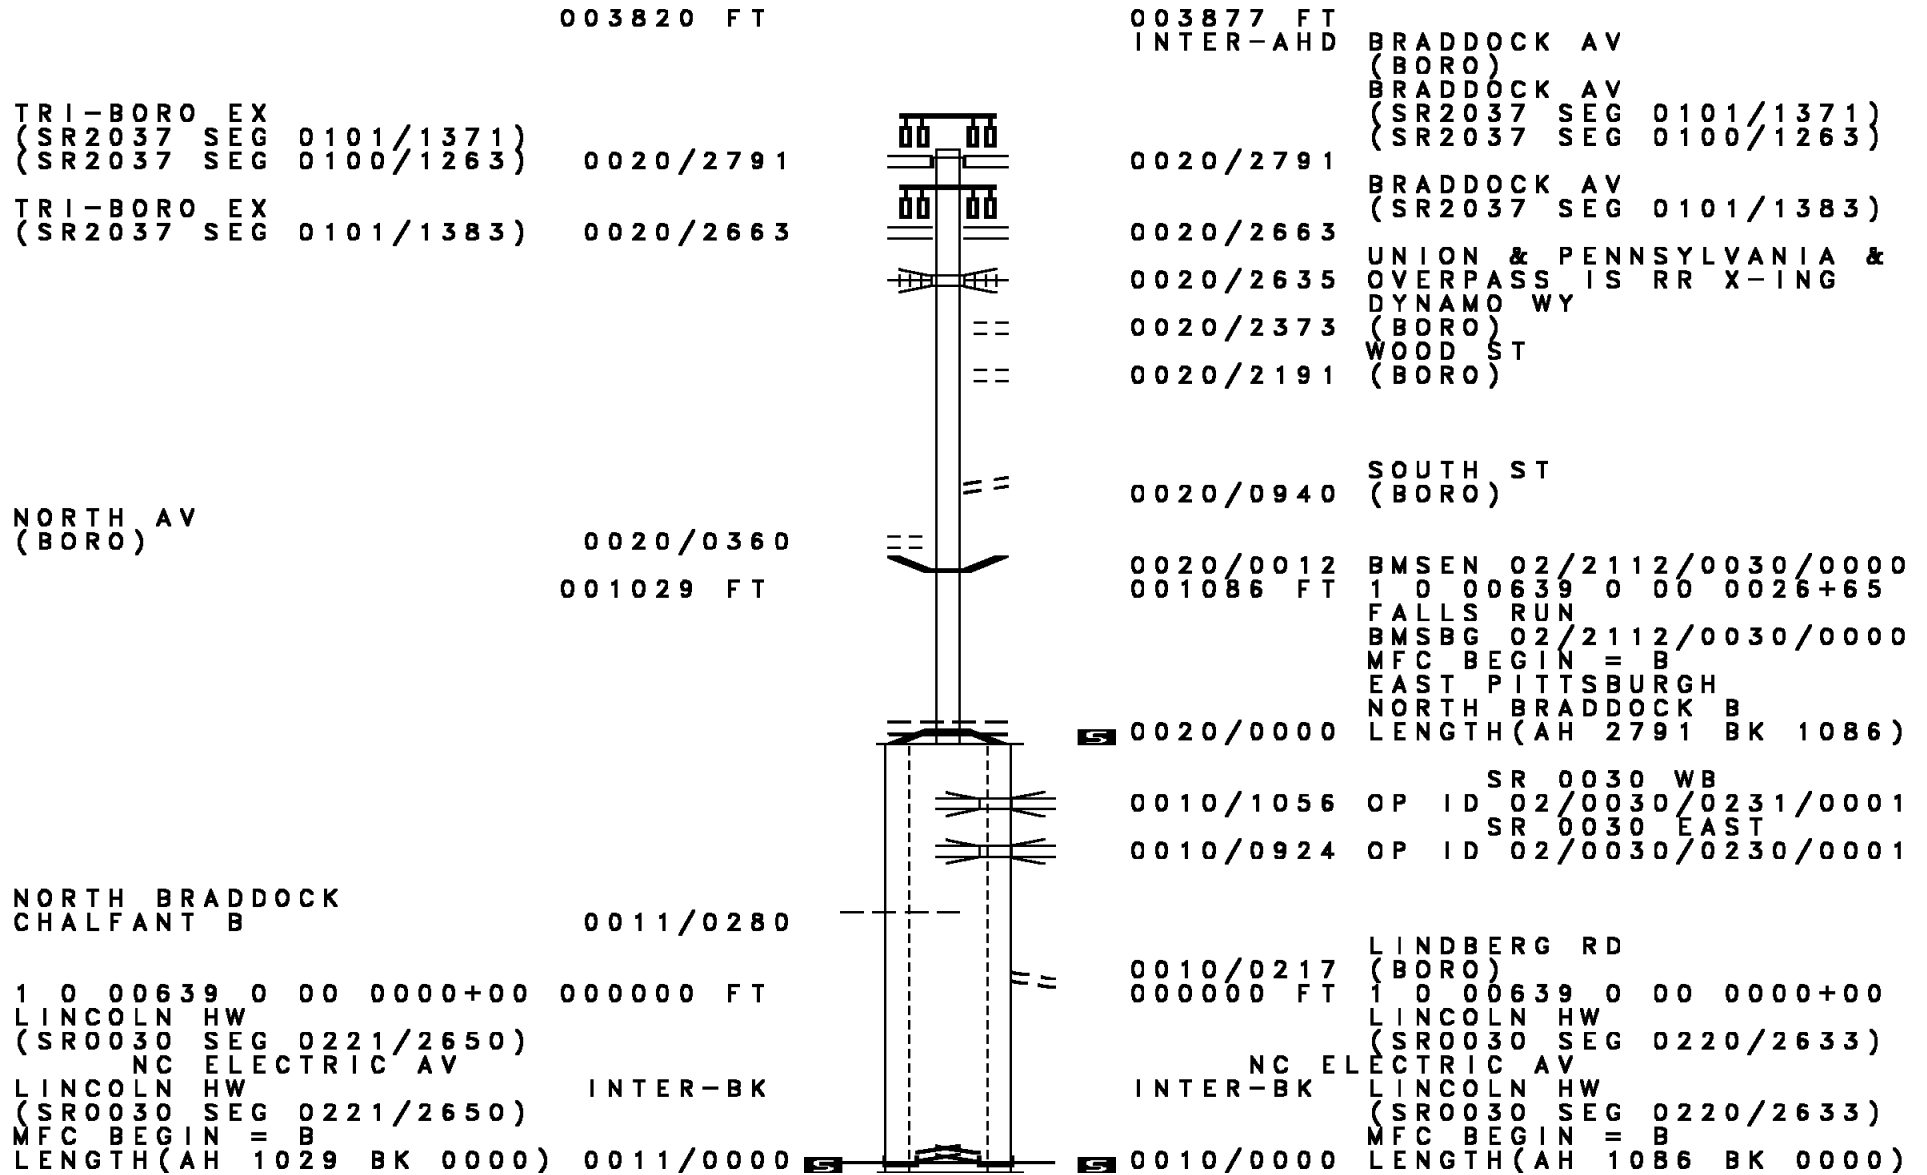 003820 FT 003877 FT
INTER-AHD BRADDOCK AV
(BORO)
BRADDOCK AV
TRI-BORO EX (SR2037 SEG 0101/1371)
(SR2037 SEG 0101/1371) (SR2037 SEG 0100/1263)
(SR2037 SEG 0100/1263) 0020/2791 0020/2791
BRADDOCK AV
TRI-BORO EX (SR2037 SEG 0101/1383)
(SR2037 SEG 0101/1383) 0020/2663 0020/2663
UNION & PENNSYLVANIA &
0020/2635 OVERPASS IS RR X-ING
DYNAMO WY
0020/2373 (BORO)
WOOD ST
0020/2191 (BORO)
SOUTH ST
0020/0940 (BORO)
NORTH AV
(BORO) 0020/0360
0020/0012 BMSEN 02/2112/0030/0000
001029 FT 001086 FT 1 0 00639 0 00 0026+65
FALLS RUN
BMSBG 02/2112/0030/0000
MFC BEGIN = B
EAST PITTSBURGH
NORTH BRADDOCK B
S 0020/0000 LENGTH(AH 2791 BK 1086)
SR 0030 WB
0010/1056 OP ID 02/0030/0231/0001
SR 0030 EAST
0010/0924 OP ID 02/0030/0230/0001
NORTH BRADDOCK
CHALFANT B 0011/0280
LINDBERG RD
0010/0217 (BORO)
1 0 00639 0 00 0000+00 000000 FT 000000 FT 1 0 00639 0 00 0000+00
LINCOLN HW LINCOLN HW
(SR0030 SEG 0221/2650) (SR0030 SEG 0220/2633)
NC ELECTRIC AV NC ELECTRIC AV
LINCOLN HW INTER-BK INTER-BK LINCOLN HW
(SR0030 SEG 0221/2650) (SR0030 SEG 0220/2633)
MFC BEGIN = B MFC BEGIN = B
LENGTH(AH 1029 BK 0000) 0011/0000 S S 0010/0000 LENGTH(AH 1086 BK 0000)